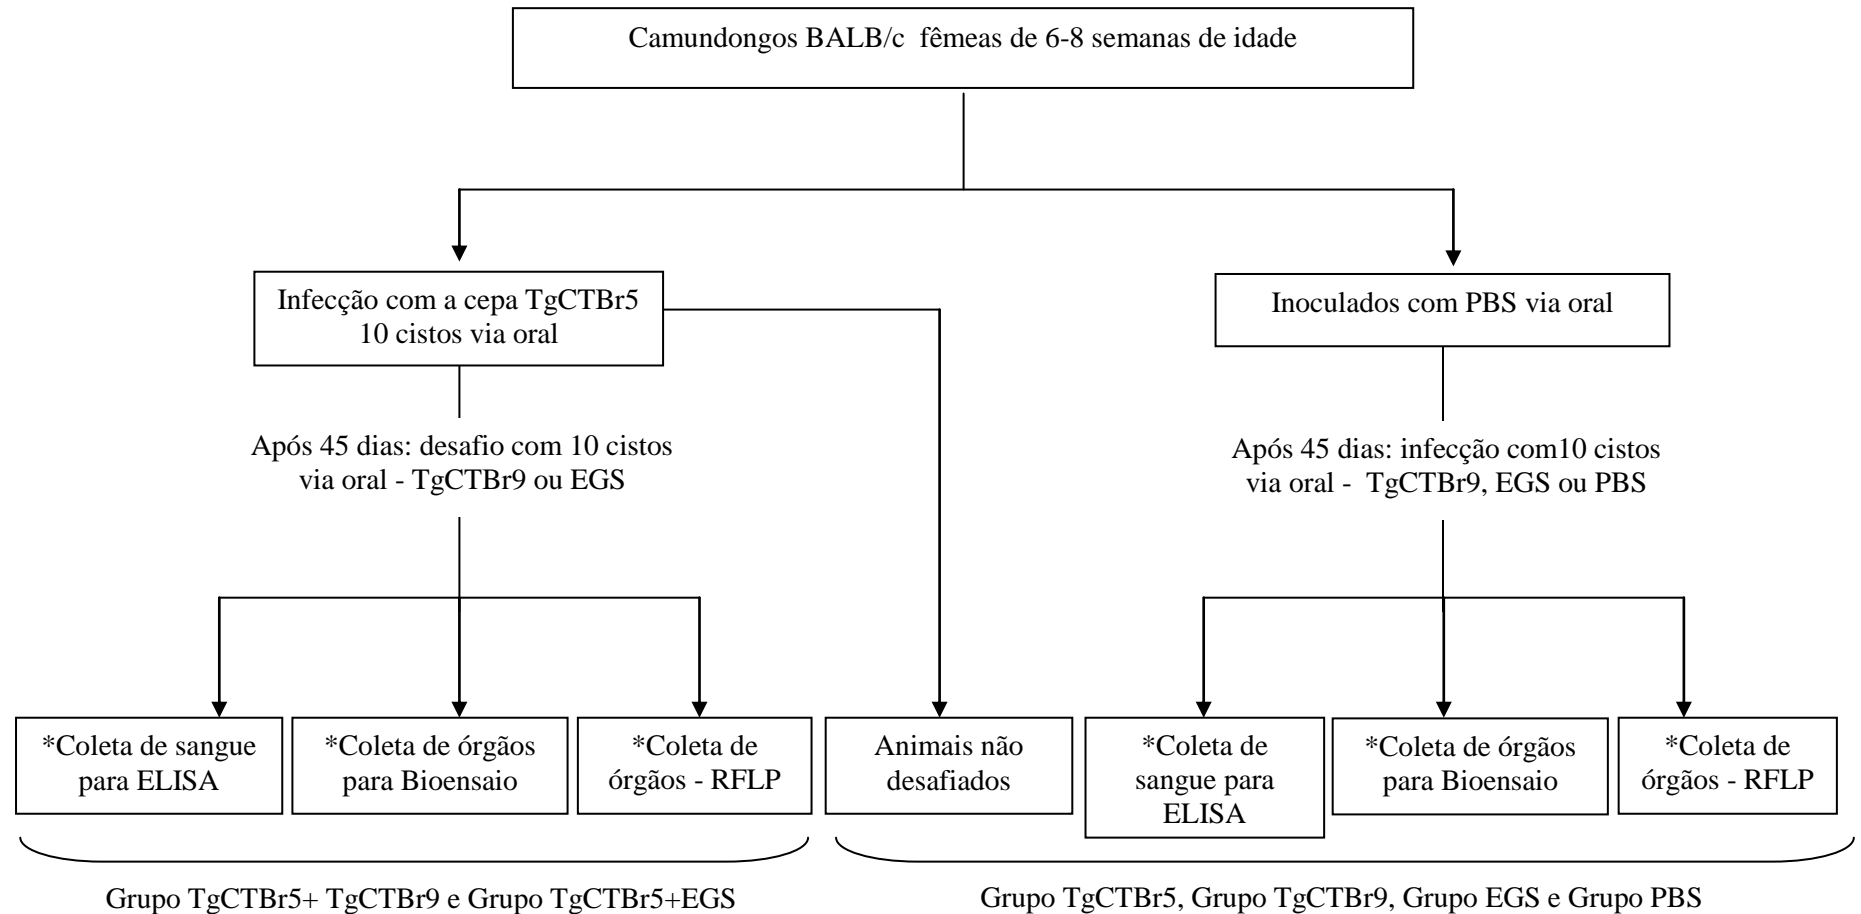 Camundongos BALB/c fêmeas de 6-8 semanas de idade
Infecção com a cepa TgCTBr5
10 cistos via oral
Inoculados com PBS via oral
Após 45 dias: desafio com 10 cistos
via oral - TgCTBr9 ou EGS
Após 45 dias: infecção com10 cistos
via oral - TgCTBr9, EGS ou PBS
*Coleta de sangue
para ELISA
*Coleta de órgãos
para Bioensaio
*Coleta de
órgãos - RFLP
Animais não
desafiados
*Coleta de
sangue para
ELISA
*Coleta de órgãos
para Bioensaio
*Coleta de
órgãos - RFLP
Grupo TgCTBr5+ TgCTBr9 e Grupo TgCTBr5+EGS
Grupo TgCTBr5, Grupo TgCTBr9, Grupo EGS e Grupo PBS